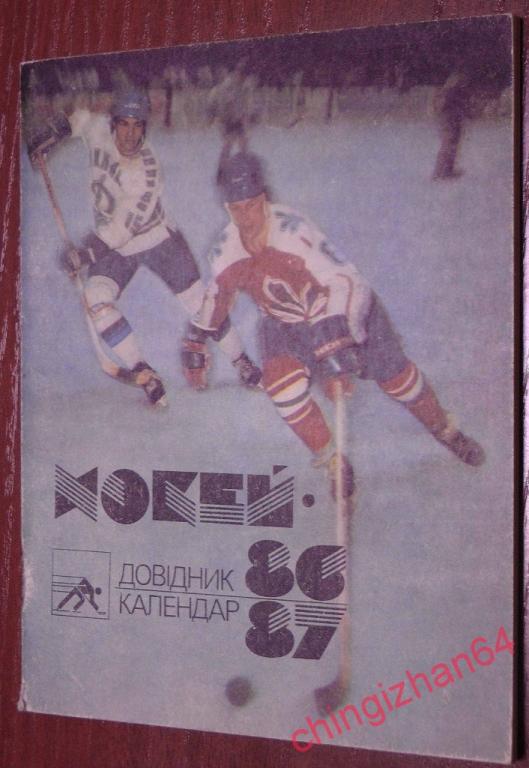 ХОКЕЙ·
86
ДОВІДНИК
КАЛЕНДАР
87
chingizhan64